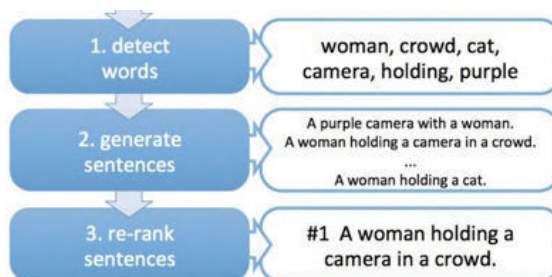 1. detect
words
woman, crowd, cat,
camera, holding, purple
2. generate
sentences
A purple camera with a woman.
A woman holding a camera in a crowd.
...
A woman holding a cat.
3. re-rank
sentences
#1 A woman holding a
camera in a crowd.